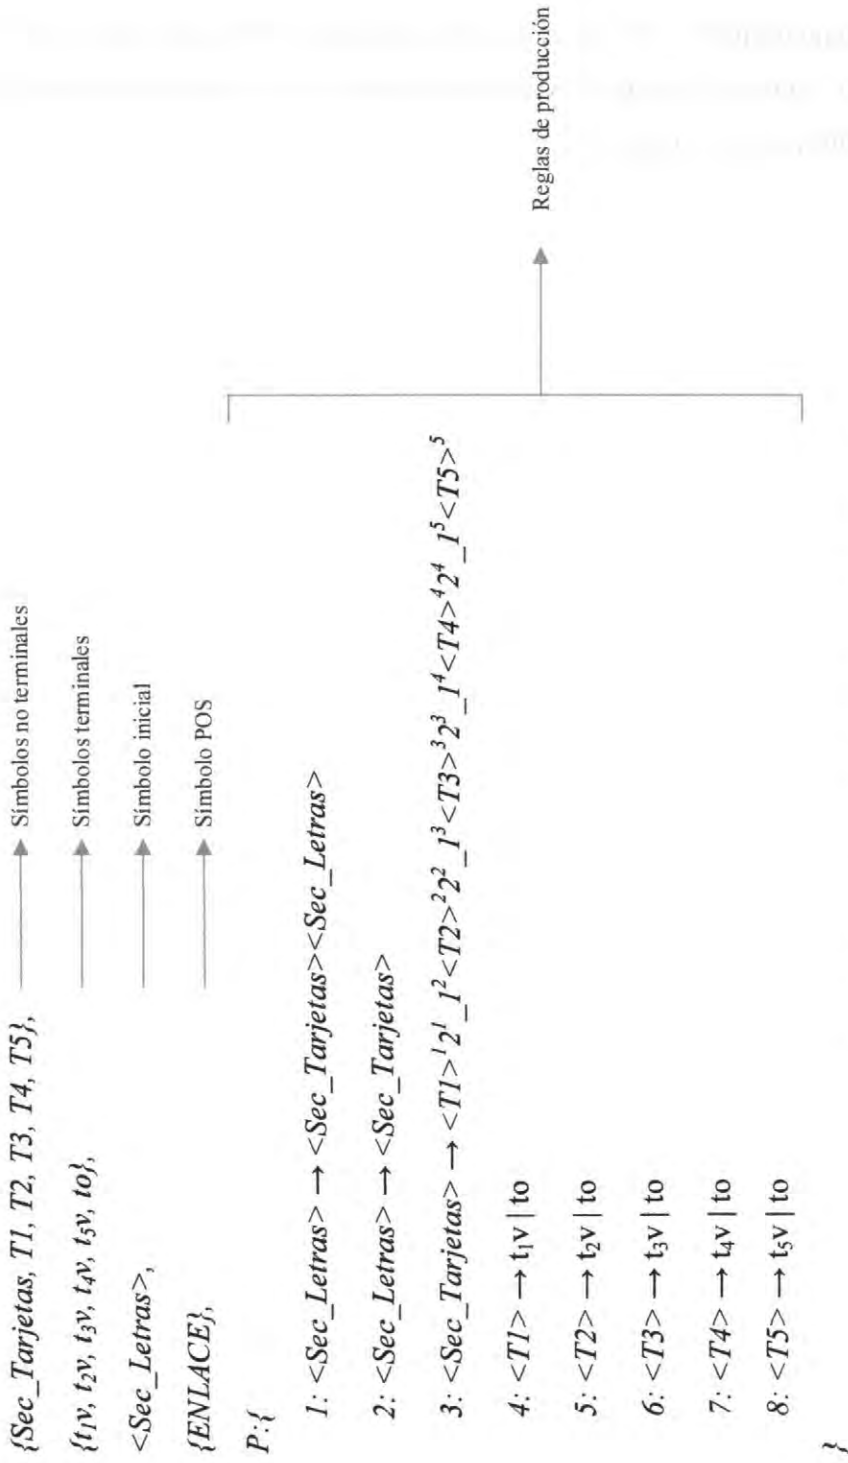 {Sec_Tarjetas, T1, T2, T3, T4, T5}, → Símbolos no terminales
{t₁v, t₂v, t₃v, t₄v, t₅v, to}, → Símbolos terminales
<Sec_Letras>, → Símbolo inicial
{ENLACE}, → Símbolo POS
P:{
1: <Sec_Letras> → <Sec_Tarjetas><Sec_Letras>
2: <Sec_Letras> → <Sec_Tarjetas>
3: <Sec_Tarjetas> → <T1>¹2¹_1²<T2>²2²_1³<T3>³2³_1⁴<T4>⁴2⁴_1⁵<T5>⁵
4: <T1> → t₁v | to
5: <T2> → t₂v | to
6: <T3> → t₃v | to
7: <T4> → t₄v | to
8: <T5> → t₅v | to
}
Reglas de producción